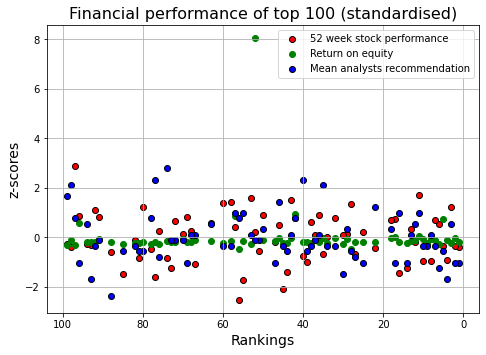 Financial performance of top 100 (standardised)
52 week stock performance
Return on equity
Mean analysts recommendation
z-scores
8
6
4
2
0
−2
100
80
60
40
20
0
Rankings